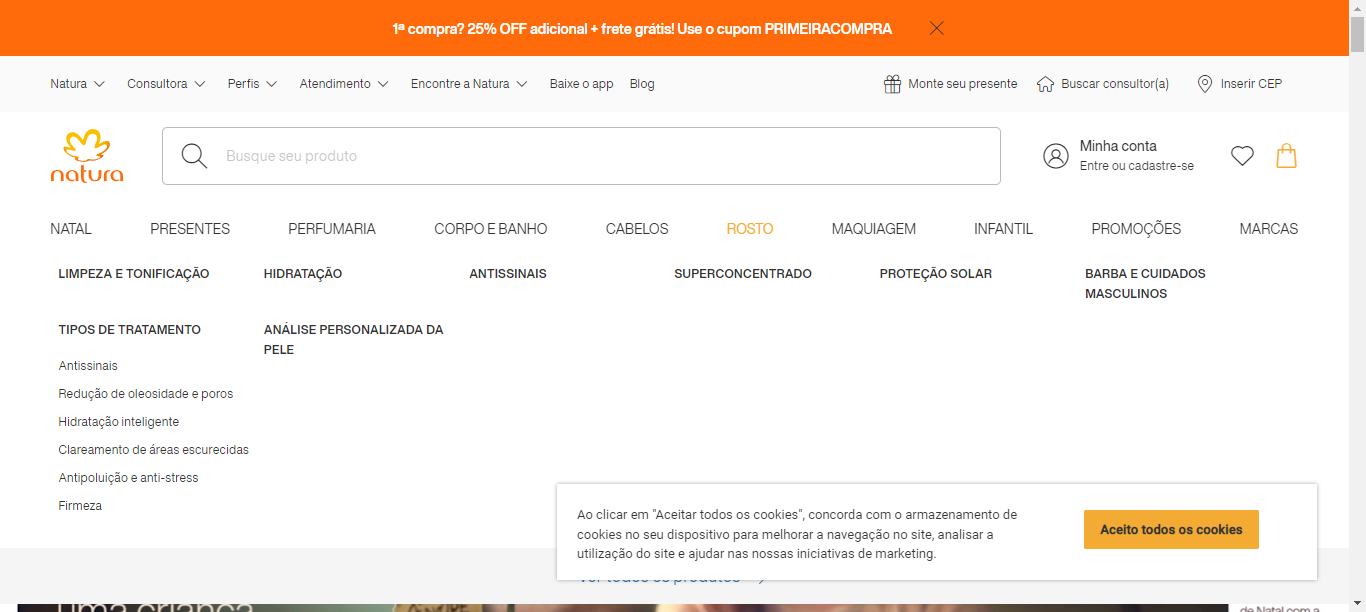 1ª compra? 25% OFF adicional + frete grátis! Use o cupom PRIMEIRACOMPRA
Natura Consultora Perfis Atendimento Encontre a Natura Baixe o app Blog Monte seu presente Buscar consultor(a) Inserir CEP
natura
Busque seu produto
Minha conta
Entre ou cadastre-se
NATAL PRESENTES PERFUMARIA CORPO E BANHO CABELOS ROSTO MAQUIAGEM INFANTIL PROMOÇÕES MARCAS
LIMPEZA E TONIFICAÇÃO HIDRATAÇÃO ANTISSINAIS SUPERCONCENTRADO PROTEÇÃO SOLAR BARBA E CUIDADOS
MASCULINOS
TIPOS DE TRATAMENTO ANÁLISE PERSONALIZADA DA
PELE
Antissinais
Redução de oleosidade e poros
Hidratação inteligente
Clareamento de áreas escurecidas
Antipoluição e anti-stress
Firmeza
Ao clicar em "Aceitar todos os cookies", concorda com o armazenamento de
cookies no seu dispositivo para melhorar a navegação no site, analisar a
utilização do site e ajudar nas nossas iniciativas de marketing.
Aceito todos os cookies
Ver todos os produtos
uma criança
de Natal com a